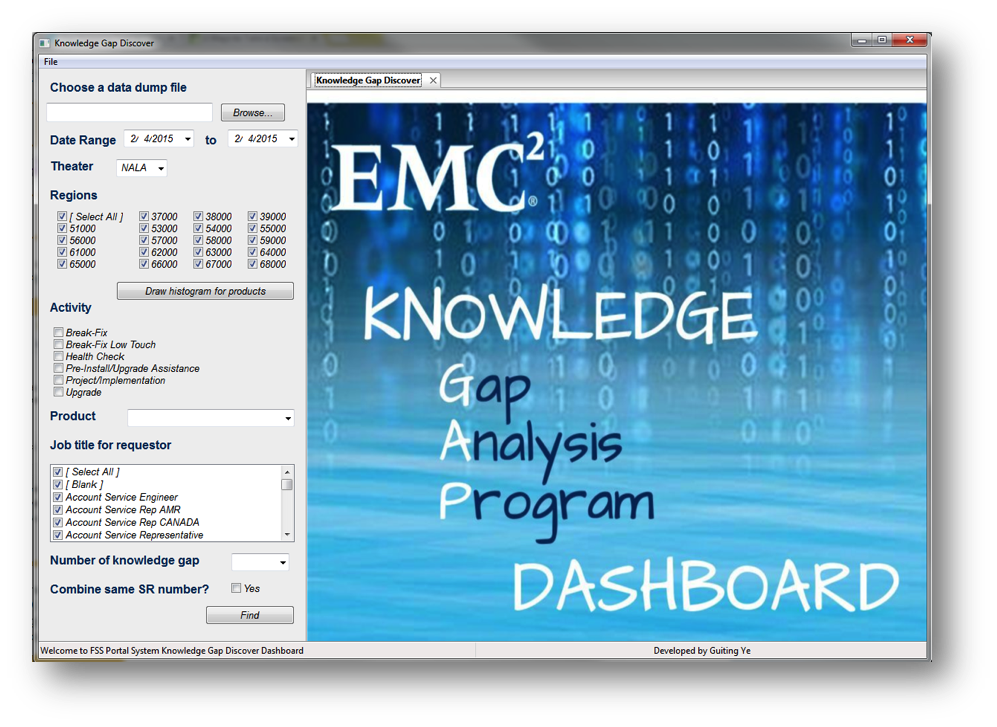 Knowledge Gap Discover
File
Choose a data dump file
Browse...
Date Range 2/ 4/2015 to 2/ 4/2015
Theater NALA
Regions
[ Select All ] 37000 38000 39000
51000 53000 54000 55000
56000 57000 58000 59000
61000 62000 63000 64000
65000 66000 67000 68000
Draw histogram for products
Activity
Break-Fix
Break-Fix Low Touch
Health Check
Pre-Install/Upgrade Assistance
Project/Implementation
Upgrade
Product
Job title for requestor
[ Select All ]
[ Blank ]
Account Service Engineer
Account Service Rep AMR
Account Service Rep CANADA
Account Service Representative
Number of knowledge gap
Combine same SR number? Yes
Find
Knowledge Gap Discover
EMC²®
KNOWLEDGE
Gap
Analysis
Program
DASHBOARD
Welcome to FSS Portal System Knowledge Gap Discover Dashboard
Developed by Guiting Ye